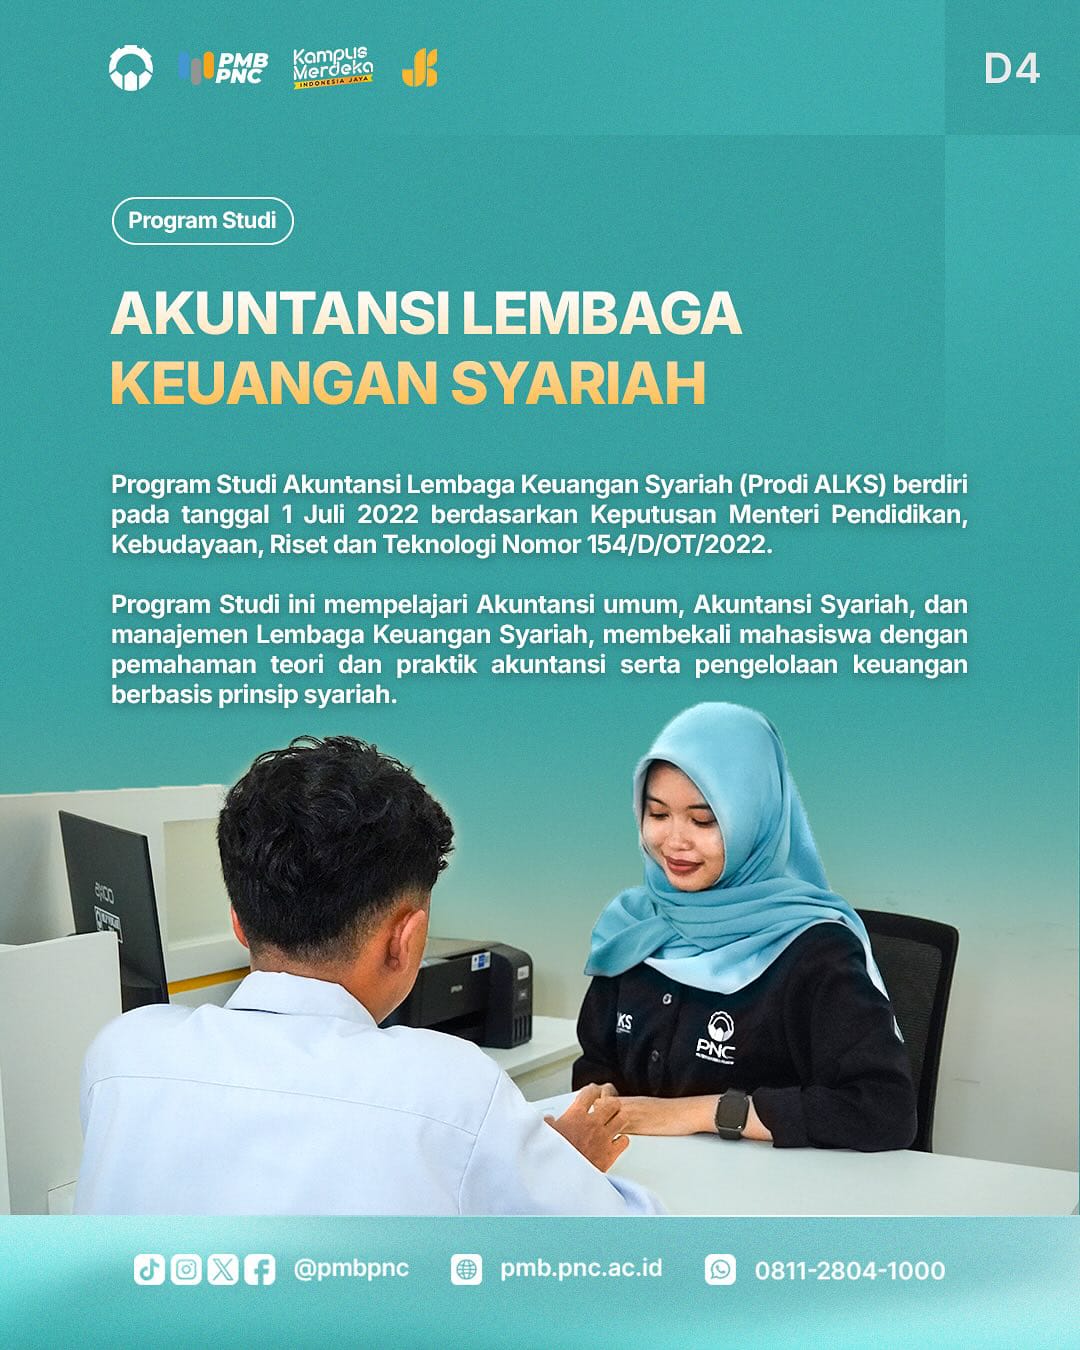 PMB
PNC
Kampus
Merdeka
INDONESIA JAYA
D4
Program Studi
AKUNTANSI LEMBAGA
KEUANGAN SYARIAH
Program Studi Akuntansi Lembaga Keuangan Syariah (Prodi ALKS) berdiri
pada tanggal 1 Juli 2022 berdasarkan Keputusan Menteri Pendidikan,
Kebudayaan, Riset dan Teknologi Nomor 154/D/OT/2022.
Program Studi ini mempelajari Akuntansi umum, Akuntansi Syariah, dan
manajemen Lembaga Keuangan Syariah, membekali mahasiswa dengan
pemahaman teori dan praktik akuntansi serta pengelolaan keuangan
berbasis prinsip syariah.
EPSON
KS
PNC
@pmbpnc
pmb.pnc.ac.id
0811-2804-1000